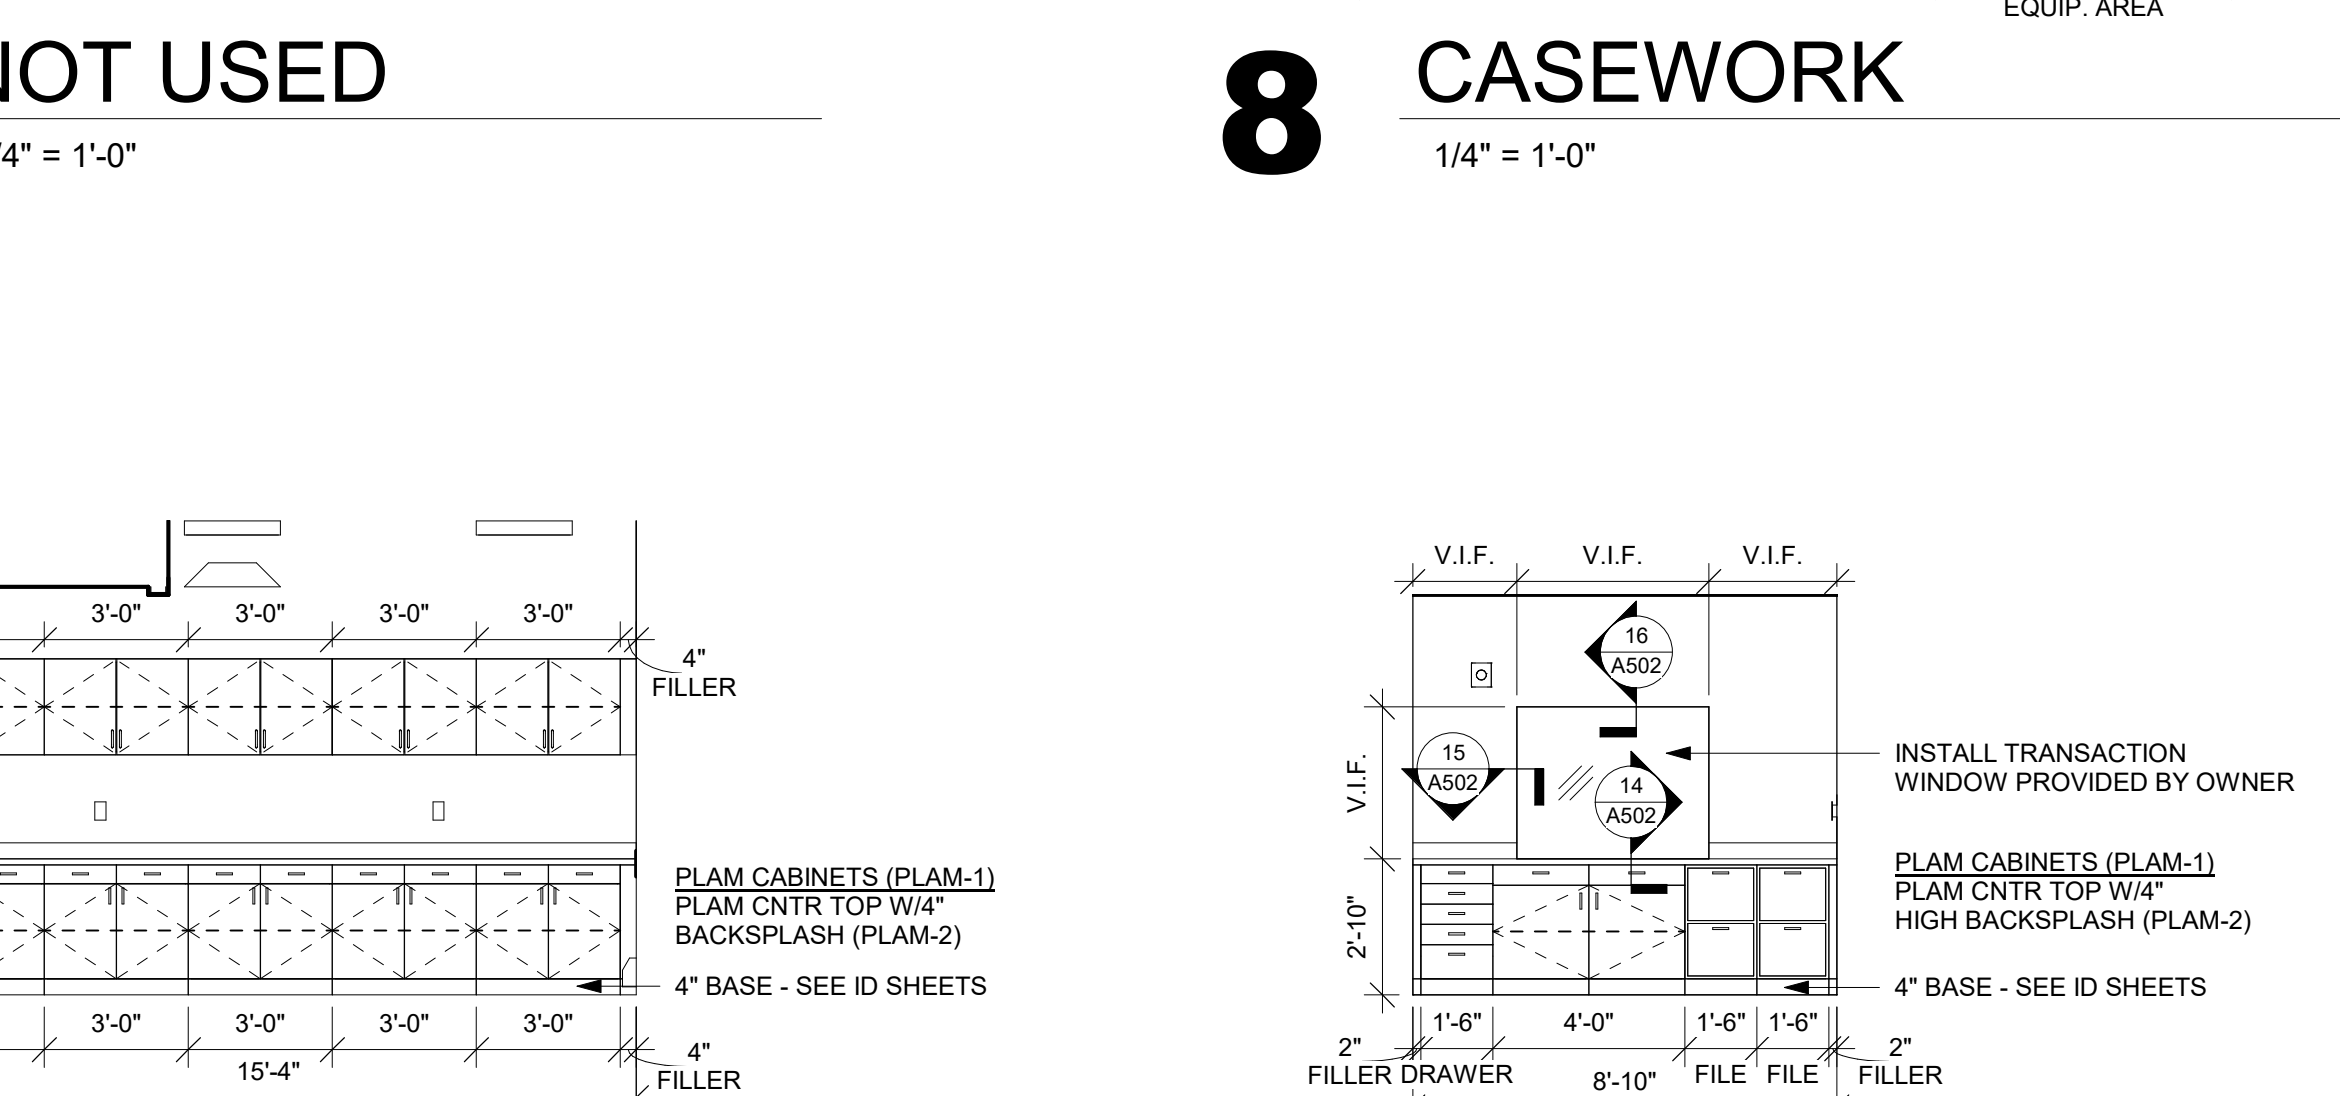 EQUIP. AREA
NOT USED
/4" = 1'-0"
8
CASEWORK
1/4" = 1'-0"
3'-0"
3'-0"
3'-0"
3'-0"
4"
FILLER
PLAM CABINETS (PLAM-1)
PLAM CNTR TOP W/4"
BACKSPLASH (PLAM-2)
4" BASE - SEE ID SHEETS
3'-0"
3'-0"
3'-0"
3'-0"
15'-4"
4"
FILLER
V.I.F.
V.I.F.
V.I.F.
16
A502
15
A502
14
A502
V.I.F.
2'-10"
INSTALL TRANSACTION
WINDOW PROVIDED BY OWNER
PLAM CABINETS (PLAM-1)
PLAM CNTR TOP W/4"
HIGH BACKSPLASH (PLAM-2)
4" BASE - SEE ID SHEETS
1'-6"
4'-0"
1'-6"
1'-6"
2"
FILLER
DRAWER
8'-10"
FILE
FILE
2"
FILLER